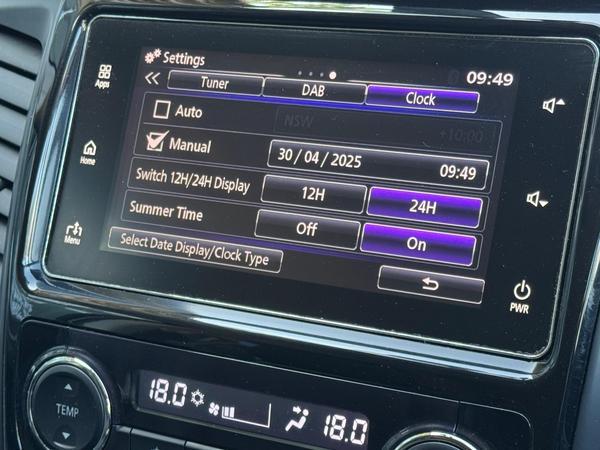 Settings
09:49
Tuner
DAB
Clock
Auto
NSW
+10:00
Manual
30 / 04 / 2025
09:49
Switch 12H/24H Display
12H
24H
Summer Time
Off
On
Select Date Display/Clock Type
Apps
Home
Menu
PWR
TEMP
18.0
18.0